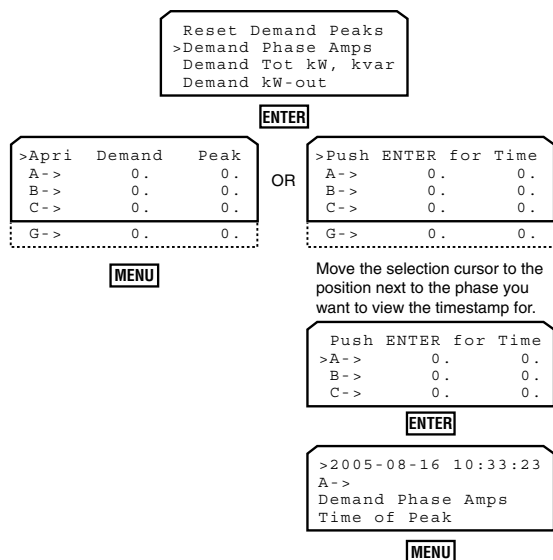 Reset Demand Peaks
>Demand Phase Amps
Demand Tot kW, kvar
Demand kW-out
ENTER
>Apri Demand Peak
A-> 0. 0.
B-> 0. 0.
C-> 0. 0.
G-> 0. 0.
MENU
OR
>Push ENTER for Time
A-> 0. 0.
B-> 0. 0.
C-> 0. 0.
G-> 0. 0.
Move the selection cursor to the
position next to the phase you
want to view the timestamp for.
Push ENTER for Time
>A-> 0. 0.
B-> 0. 0.
C-> 0. 0.
ENTER
>2005-08-16 10:33:23
A->
Demand Phase Amps
Time of Peak
MENU